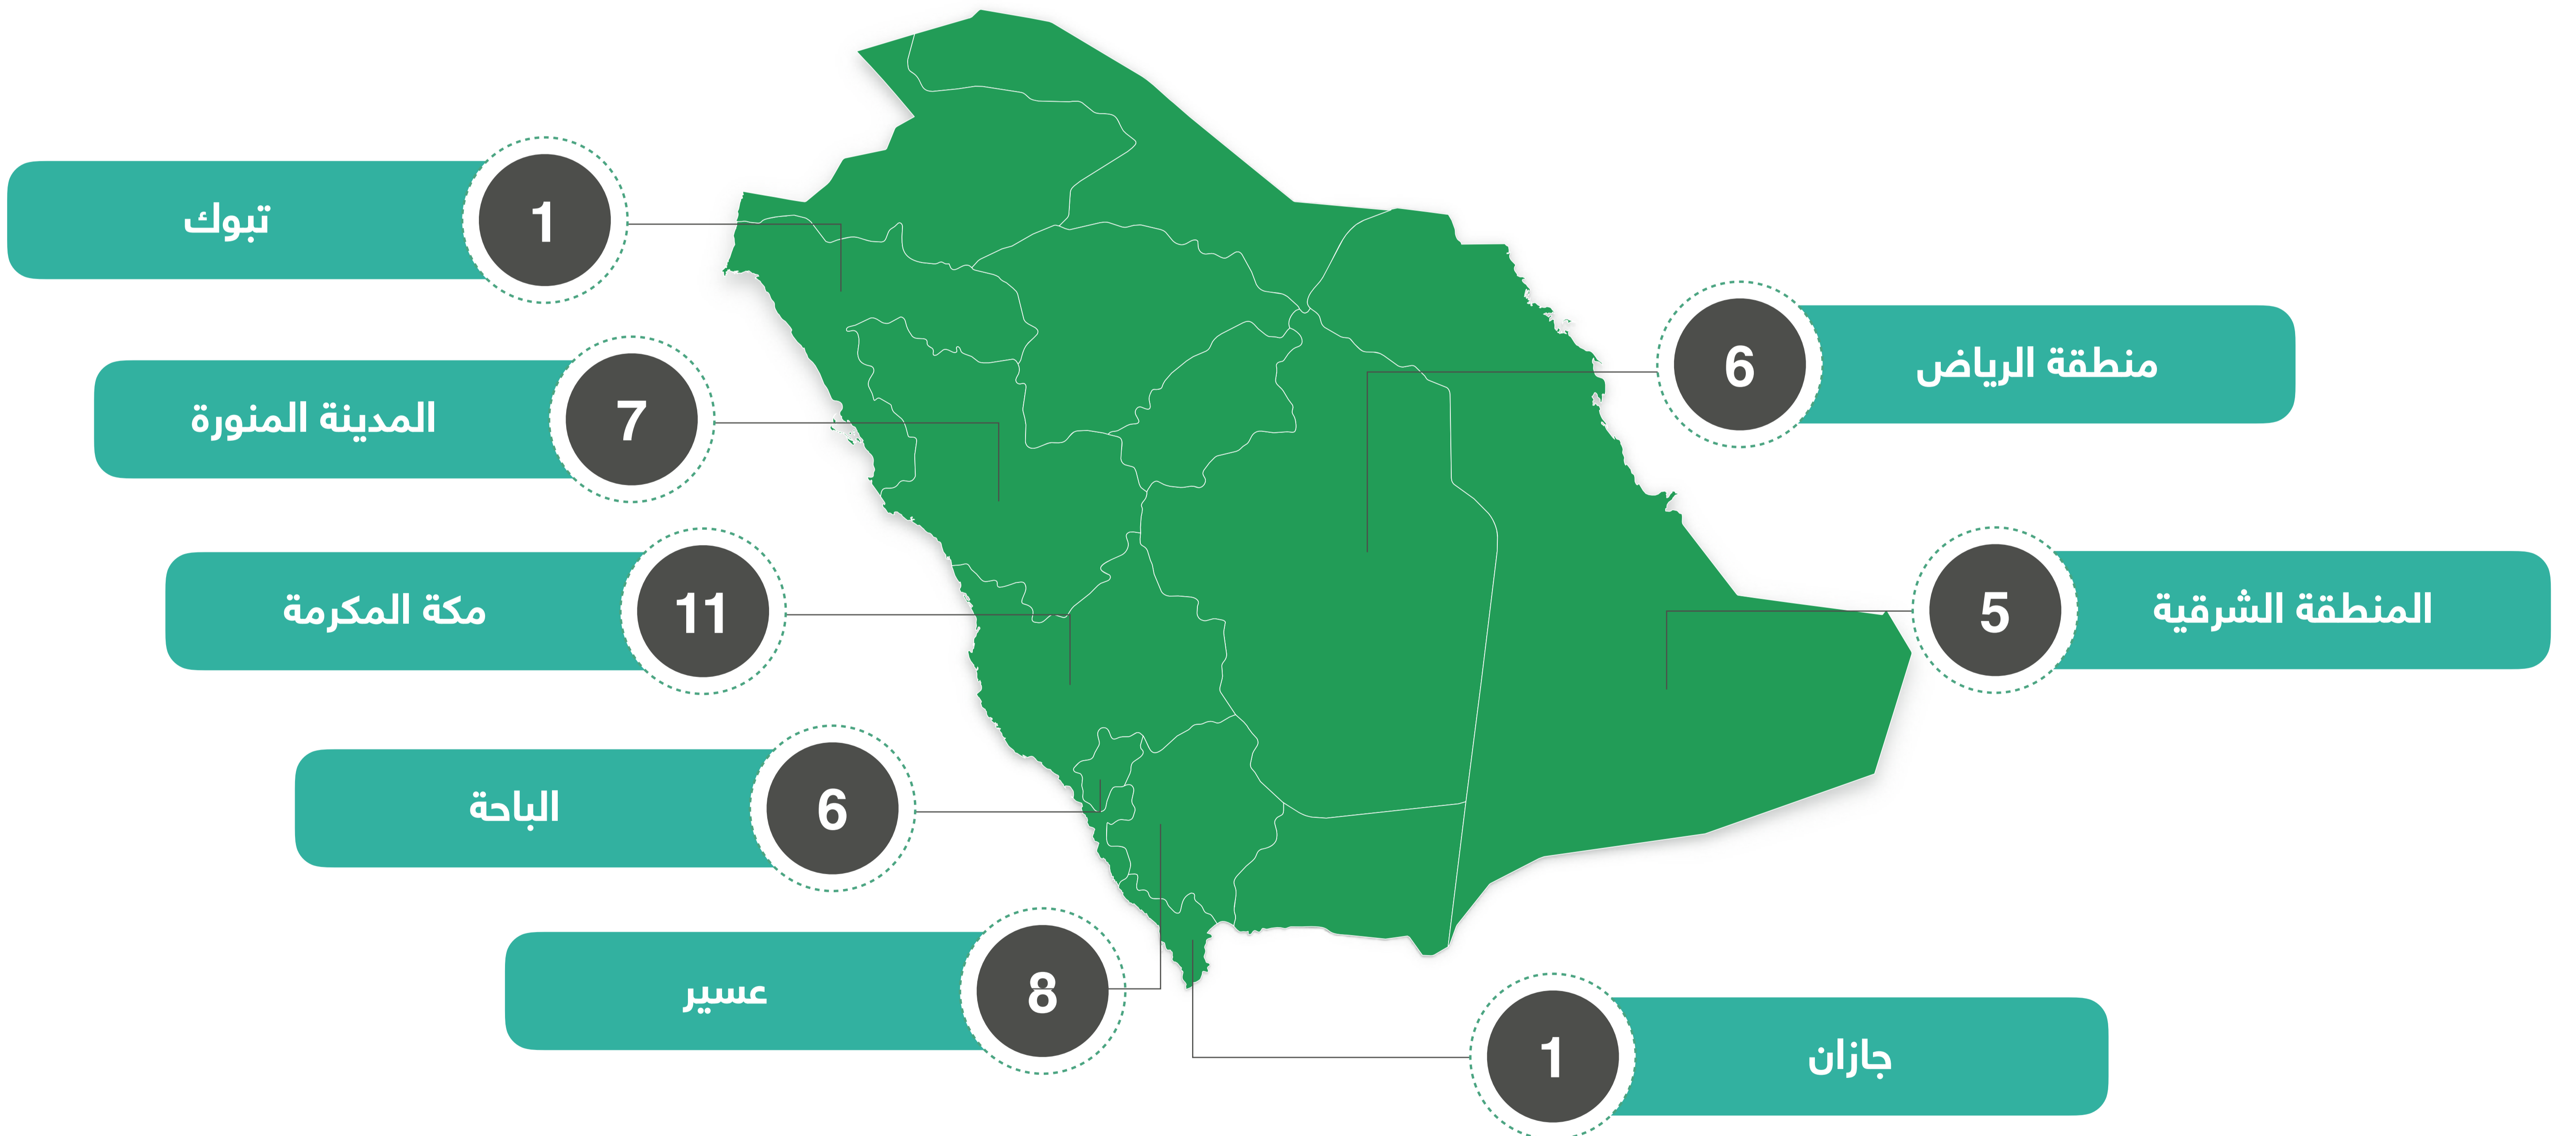 تبوك
1
المدينة المنورة
7
مكة المكرمة
11
الباحة
6
عسير
8
6
منطقة الرياض
5
المنطقة الشرقية
1
جازان